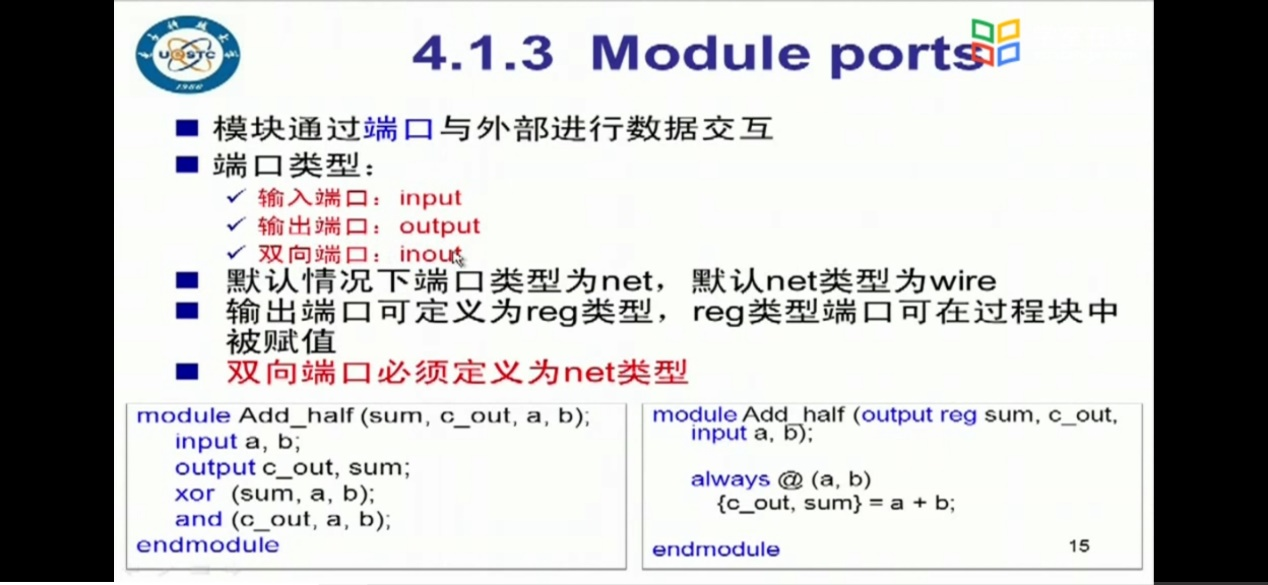 4.1.3 Module ports
模块通过端口与外部进行数据交互
端口类型：
输入端口：input
输出端口：output
双向端口：inout
默认情况下端口类型为net，默认net类型为wire
输出端口可定义为reg类型，reg类型端口可在过程块中
被赋值
双向端口必须定义为net类型
module Add_half (sum, c_out, a, b);
input a, b;
output c_out, sum;
xor (sum, a, b);
and (c_out, a, b);
endmodule
module Add_half (output reg sum, c_out,
input a, b);
always @ (a, b)
{c_out, sum} = a + b;
endmodule
15